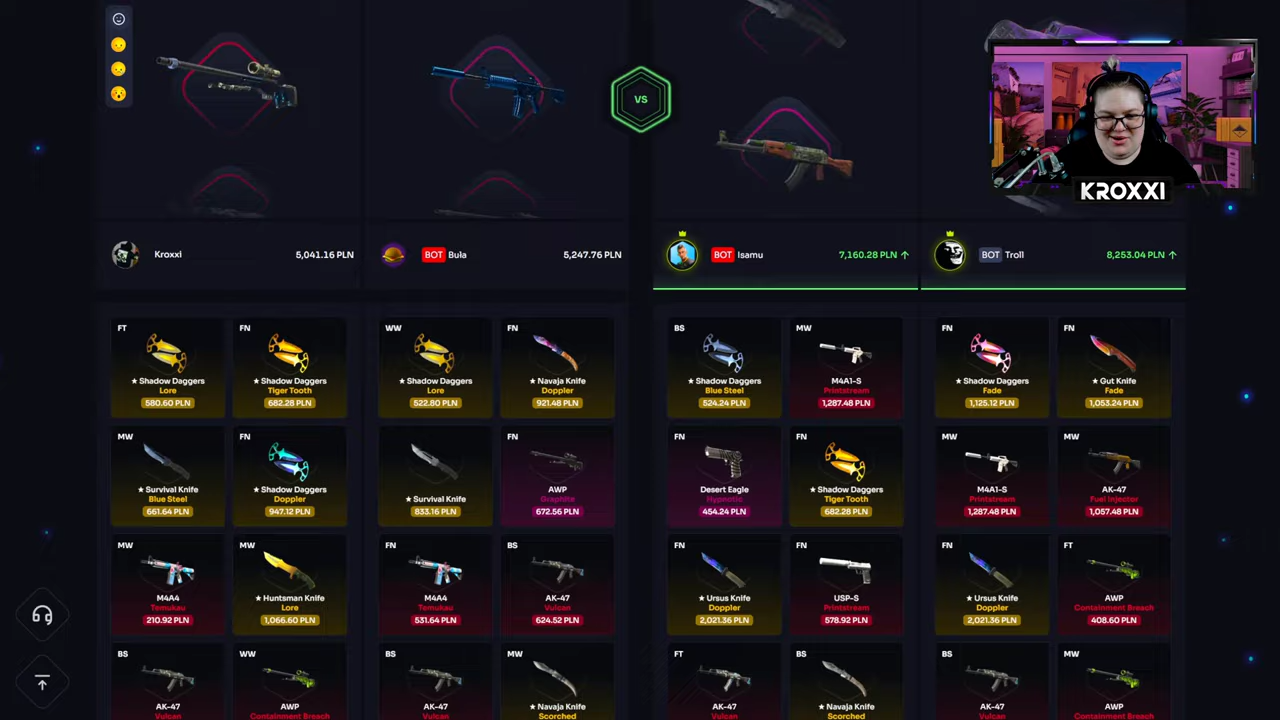 VS
KROXXI
Kroxxi
5,041.16 PLN
BOT Buła
5,247.76 PLN
BOT Isamu
7,160.28 PLN
BOT Troll
8,253.04 PLN
FT
★ Shadow Daggers
Lore
580.60 PLN
FN
★ Shadow Daggers
Tiger Tooth
682.28 PLN
WW
★ Shadow Daggers
Lore
522.80 PLN
FN
★ Navaja Knife
Doppler
921.48 PLN
BS
★ Shadow Daggers
Blue Steel
524.24 PLN
MW
M4A1-S
Printstream
1,287.48 PLN
FN
★ Shadow Daggers
Fade
1,125.12 PLN
FN
★ Gut Knife
Fade
1,053.24 PLN
MW
★ Survival Knife
Blue Steel
661.64 PLN
FN
★ Shadow Daggers
Doppler
947.12 PLN
★ Survival Knife
833.16 PLN
FN
AWP
Graphite
672.56 PLN
FN
Desert Eagle
Hypnotic
454.24 PLN
FN
★ Shadow Daggers
Tiger Tooth
682.28 PLN
MW
M4A1-S
Printstream
1,287.48 PLN
MW
AK-47
Fuel Injector
1,057.48 PLN
MW
M4A4
Temukau
210.92 PLN
MW
★ Huntsman Knife
Lore
1,066.60 PLN
FN
M4A4
Temukau
531.64 PLN
BS
AK-47
Vulcan
624.52 PLN
FN
★ Ursus Knife
Doppler
2,021.36 PLN
FN
USP-S
Printstream
578.92 PLN
FN
★ Ursus Knife
Doppler
2,021.36 PLN
FT
AWP
Containment Breach
408.60 PLN
BS
AK-47
Vulcan
WW
AWP
Containment Breach
BS
AK-47
Vulcan
MW
★ Navaja Knife
Scorched
FT
AK-47
Vulcan
BS
★ Navaja Knife
Scorched
BS
AK-47
Vulcan
MW
AWP
Containment Breach